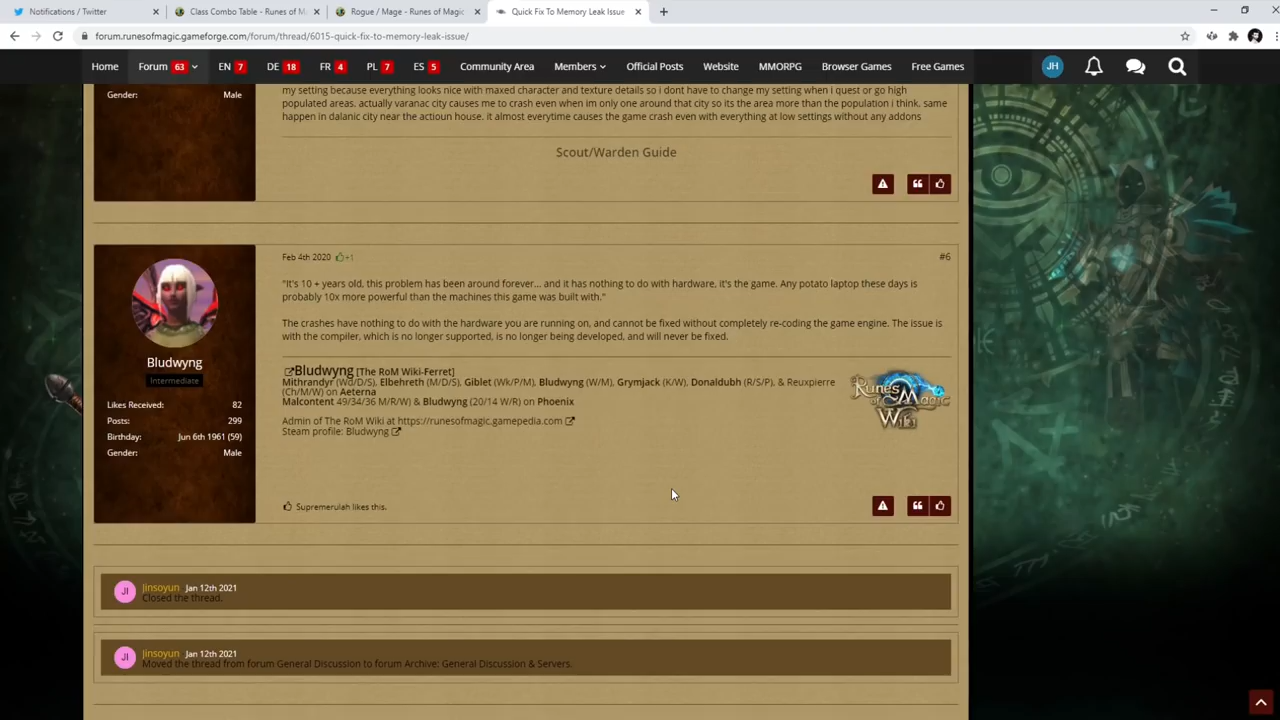 Notifications / Twitter
Class Combo Table - Runes of M
Rogue / Mage - Runes of Magic
Quick Fix To Memory Leak Issue
forum.runesofmagic.gameforge.com/forum/thread/6015-quick-fix-to-memory-leak-issue/
Home Forum 63 EN 7 DE 18 FR 4 PL 7 ES 5 Community Area Members Official Posts Website MMORPG Browser Games Free Games JH
Gender: Male
my setting because everything looks nice with maxed character and texture details so i dont have to change my setting when i quest or go high
populated areas. actually varanac city causes me to crash even when im only one around that city so its the area more than the population i think. same
happen in dalanic city near the actioun house. it almost everytime causes the game crash even with everything at low settings without any addons
Scout/Warden Guide
Feb 4th 2020 +1 #6
"It's 10 + years old, this problem has been around forever... and it has nothing to do with hardware, it's the game. Any potato laptop these days is
probably 10x more powerful than the machines this game was built with."
The crashes have nothing to do with the hardware you are running on, and cannot be fixed without completely re-coding the game engine. The issue is
with the compiler, which is no longer supported, is no longer being developed, and will never be fixed.
Bludwyng
Intermediate
Likes Received: 82
Posts: 299
Birthday: Jun 6th 1961 (59)
Gender: Male
Bludwyng [The RoM Wiki-Ferret]
Mithrandyr (Wd/D/S), Elbehreth (M/D/S), Giblet (Wk/P/M), Bludwyng (W/M), Grymjack (K/W), Donaldubh (R/S/P), & Reuxpierre
(Ch/M/W) on Aeterna
Malcontent 49/34/36 M/R/W) & Bludwyng (20/14 W/R) on Phoenix
Runes of Magic Wiki
Admin of The RoM Wiki at https://runesofmagic.gamepedia.com
Steam profile: Bludwyng
Supremerulah likes this.
JI Jinsoyun Jan 12th 2021
Closed the thread.
JI Jinsoyun Jan 12th 2021
Moved the thread from forum General Discussion to forum Archive: General Discussion & Servers.